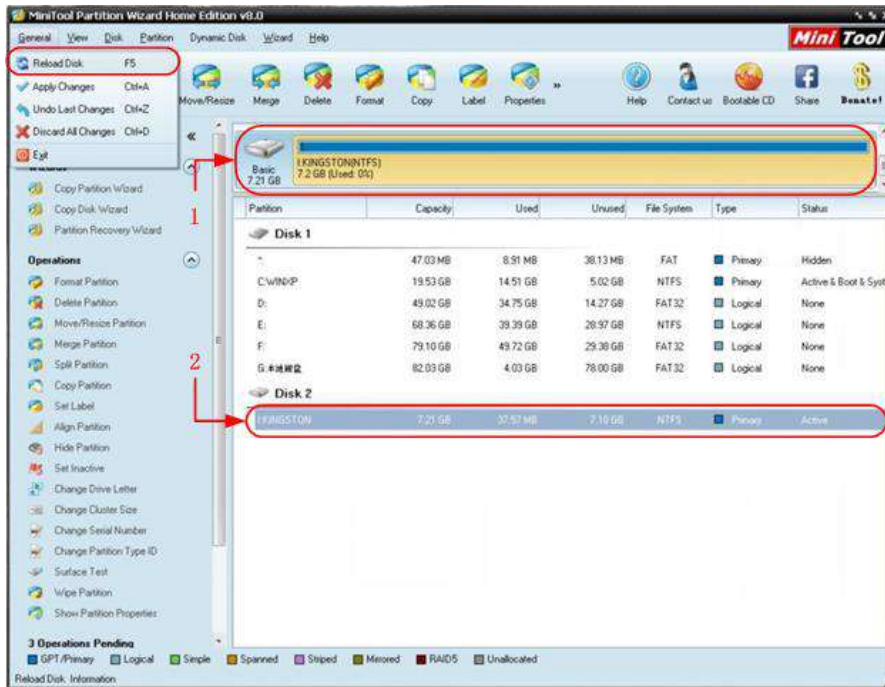 MiniTool Partition Wizard Home Edition v8.0
General View Disk Partition Dynamic Disk Wizard Help
Mini Tool
Reload Disk F5
Apply Changes Ctrl+A
Undo Last Changes Ctrl+Z
Discard All Changes Ctrl+D
Exit
Move/Resize Merge Delete Format Copy Label Properties » Help Contact us Bootable CD Share Donate!
«
1
Basic
7.21 GB
I:KINGSTON(NTFS)
7.2 GB (Used: 0%)
Wizards
Copy Partition Wizard
Copy Disk Wizard
Partition Recovery Wizard
Operations
Format Partition
Delete Partition
Move/Resize Partition
Merge Partition
Split Partition
Copy Partition
Set Label
Align Partition
Hide Partition
Set Inactive
Change Drive Letter
Change Cluster Size
Change Serial Number
Change Partition Type ID
Surface Test
Wipe Partition
Show Partition Properties
3 Operations Pending
2
Partition Capacity Used Unused File System Type Status
Disk 1
*: 47.03 MB 8.91 MB 38.13 MB FAT Primary Hidden
C:WINXP 19.53 GB 14.51 GB 5.02 GB NTFS Primary Active & Boot & Syst
D: 49.02 GB 34.75 GB 14.27 GB FAT32 Logical None
E: 68.36 GB 39.39 GB 28.97 GB NTFS Logical None
F: 79.10 GB 49.72 GB 29.38 GB FAT32 Logical None
G:本地磁盘 82.03 GB 4.03 GB 78.00 GB FAT32 Logical None
Disk 2
I:KINGSTON 7.21 GB 37.57 MB 7.18 GB NTFS Primary Active
GPT/Primary Logical Simple Spanned Striped Mirrored RAID5 Unallocated
Reload Disk Information